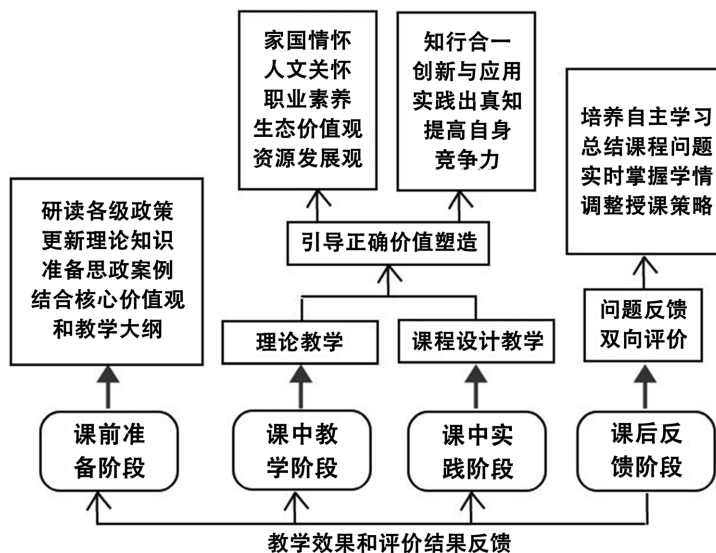 家国情怀
人文关怀
职业素养
生态价值观
资源发展观
知行合一
创新与应用
实践出真知
提高自身
竞争力
培养自主学习
总结课程问题
实时掌握学情
调整授课策略
研读各级政策
更新理论知识
准备思政案例
结合核心价值观
和教学大纲
引导正确价值塑造
理论教学
课程设计教学
问题反馈
双向评价
课前准
备阶段
课中教
学阶段
课中实
践阶段
课后反
馈阶段
教学效果和评价结果反馈